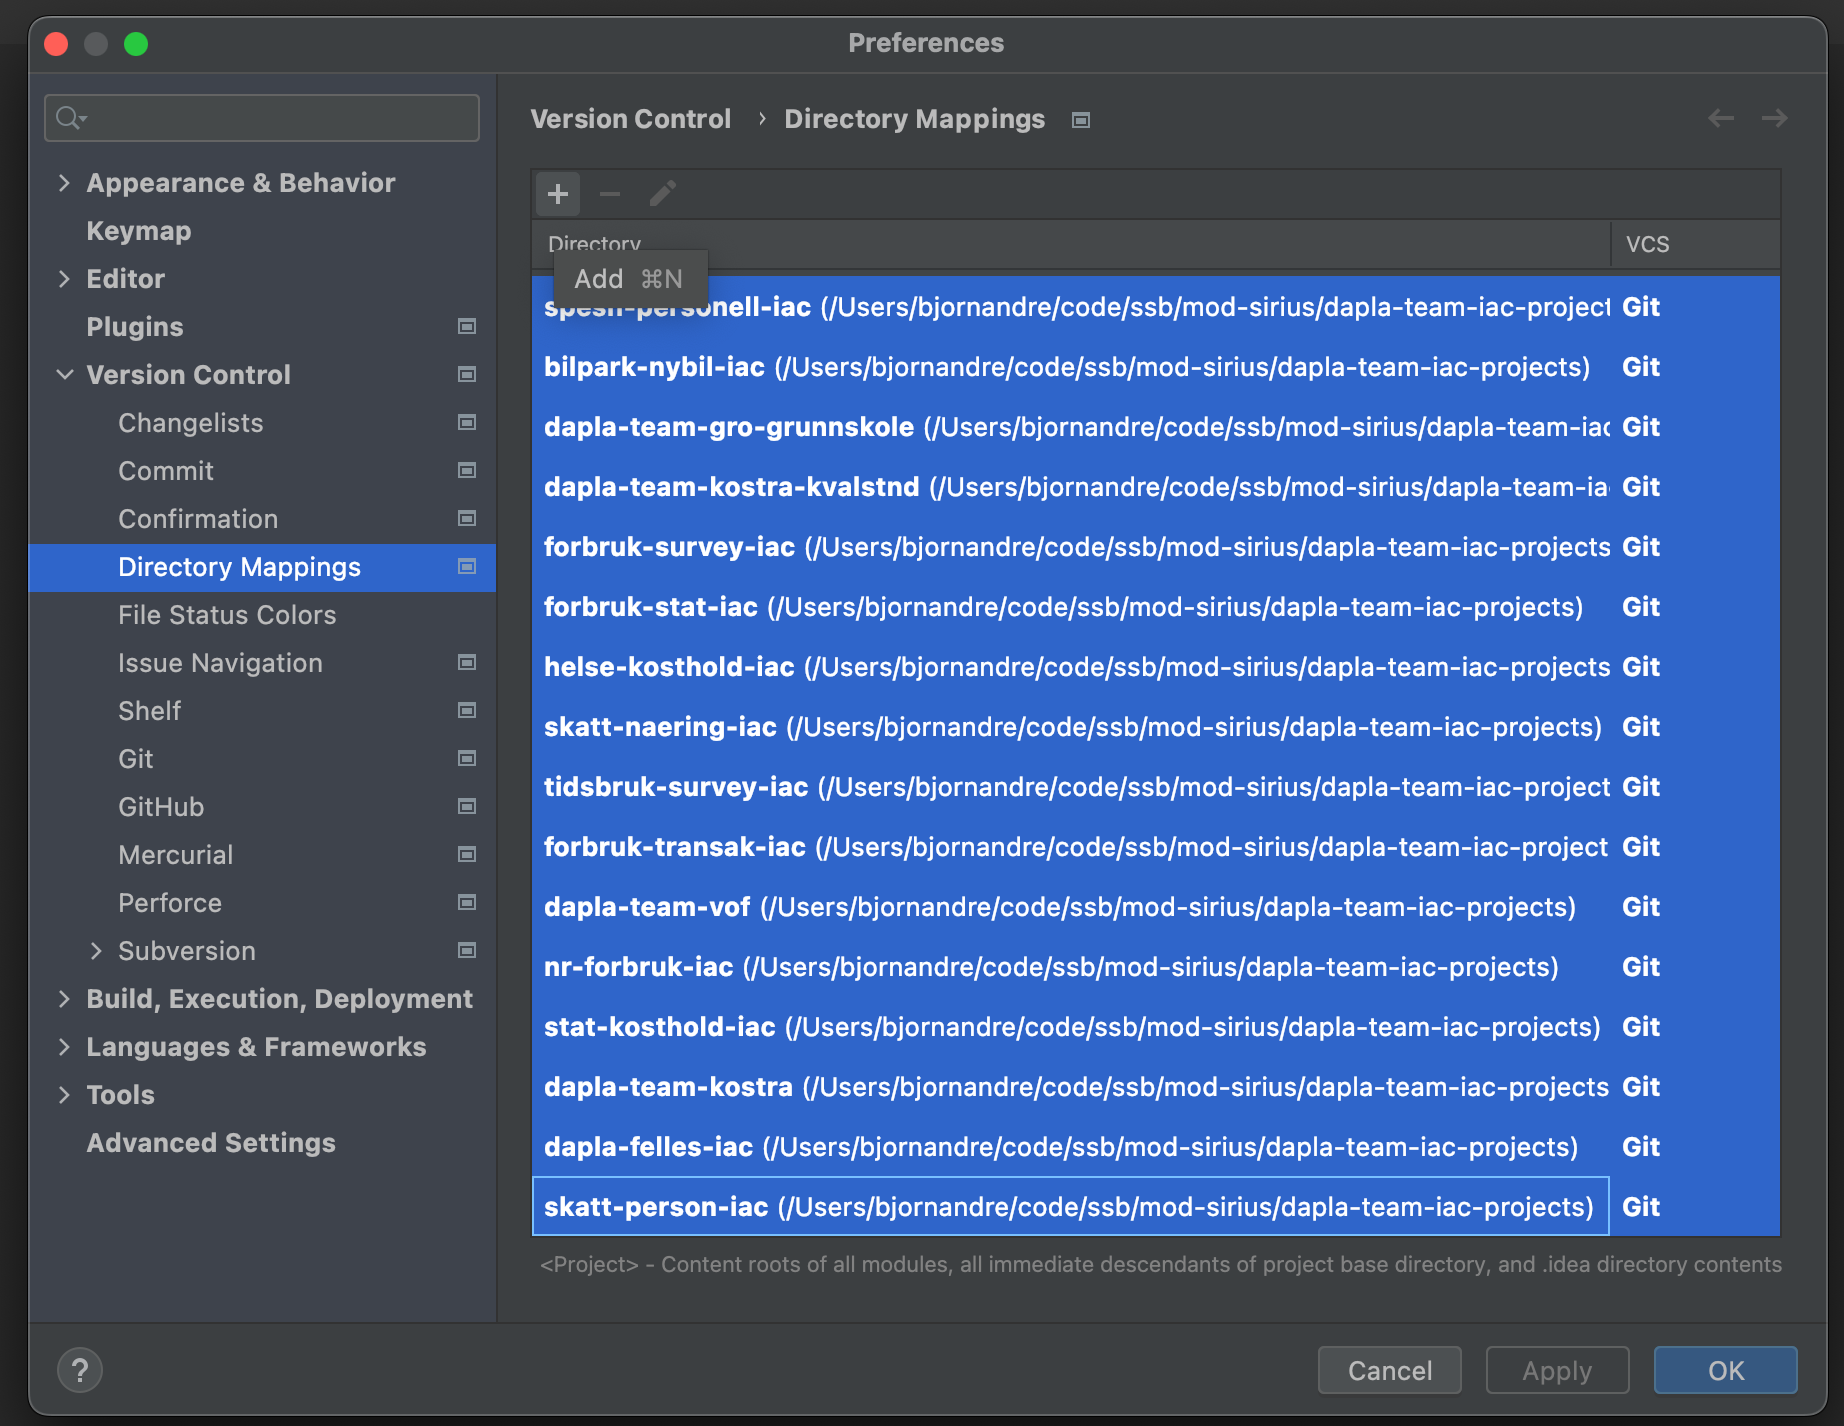 Preferences
Version Control › Directory Mappings
Appearance & Behavior
Keymap
Editor
Plugins
Version Control
Changelists
Commit
Confirmation
Directory Mappings
File Status Colors
Issue Navigation
Shelf
Git
GitHub
Mercurial
Perforce
Subversion
Build, Execution, Deployment
Languages & Frameworks
Tools
Advanced Settings
Directory VCS
Add ⌘N
spesh-personell-iac (/Users/bjornandre/code/ssb/mod-sirius/dapla-team-iac-project Git
bilpark-nybil-iac (/Users/bjornandre/code/ssb/mod-sirius/dapla-team-iac-projects) Git
dapla-team-gro-grunnskole (/Users/bjornandre/code/ssb/mod-sirius/dapla-team-iac Git
dapla-team-kostra-kvalstnd (/Users/bjornandre/code/ssb/mod-sirius/dapla-team-ia Git
forbruk-survey-iac (/Users/bjornandre/code/ssb/mod-sirius/dapla-team-iac-projects Git
forbruk-stat-iac (/Users/bjornandre/code/ssb/mod-sirius/dapla-team-iac-projects) Git
helse-kosthold-iac (/Users/bjornandre/code/ssb/mod-sirius/dapla-team-iac-projects Git
skatt-naering-iac (/Users/bjornandre/code/ssb/mod-sirius/dapla-team-iac-projects) Git
tidsbruk-survey-iac (/Users/bjornandre/code/ssb/mod-sirius/dapla-team-iac-project Git
forbruk-transak-iac (/Users/bjornandre/code/ssb/mod-sirius/dapla-team-iac-project Git
dapla-team-vof (/Users/bjornandre/code/ssb/mod-sirius/dapla-team-iac-projects) Git
nr-forbruk-iac (/Users/bjornandre/code/ssb/mod-sirius/dapla-team-iac-projects) Git
stat-kosthold-iac (/Users/bjornandre/code/ssb/mod-sirius/dapla-team-iac-projects) Git
dapla-team-kostra (/Users/bjornandre/code/ssb/mod-sirius/dapla-team-iac-projects Git
dapla-felles-iac (/Users/bjornandre/code/ssb/mod-sirius/dapla-team-iac-projects) Git
skatt-person-iac (/Users/bjornandre/code/ssb/mod-sirius/dapla-team-iac-projects) Git
<Project> - Content roots of all modules, all immediate descendants of project base directory, and .idea directory contents
? Cancel Apply OK